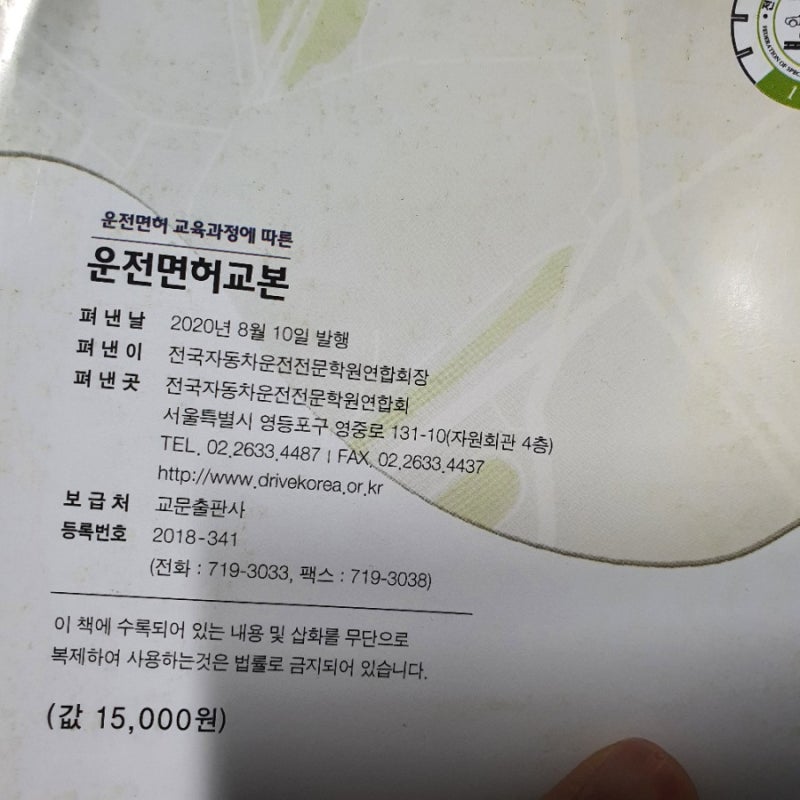 운전면허 교육과정에 따른
운전면허교본
펴낸날 2020년 8월 10일 발행
펴낸이 전국자동차운전전문학원연합회장
펴낸곳 전국자동차운전전문학원연합회
서울특별시 영등포구 영중로 131-10(자원회관 4층)
TEL. 02.2633.4487 | FAX. 02.2633.4437
http://www.drivekorea.or.kr
보급처 교문출판사
등록번호 2018-341
(전화 : 719-3033, 팩스 : 719-3038)
이 책에 수록되어 있는 내용 및 삽화를 무단으로
복제하여 사용하는것은 법률로 금지되어 있습니다.
(값 15,000원)